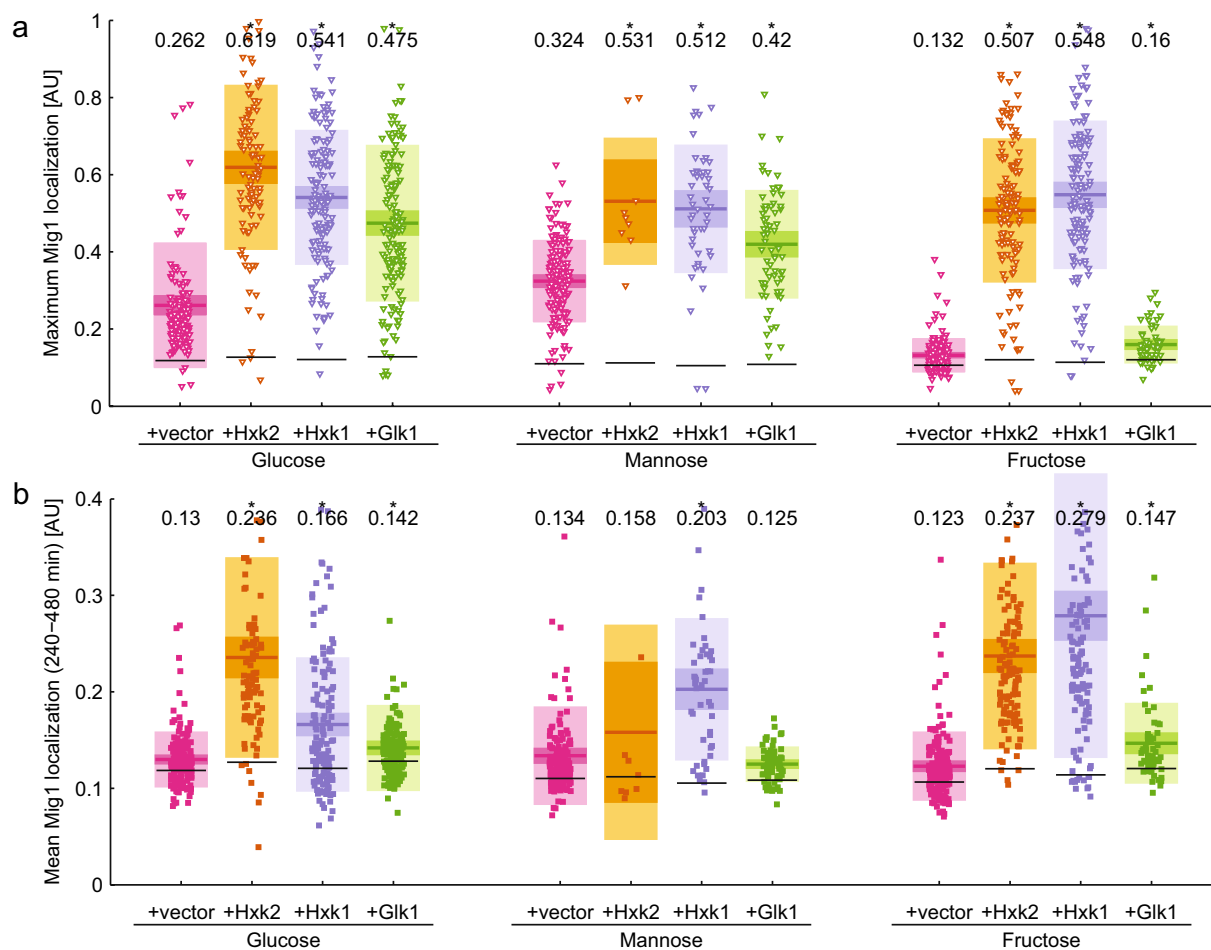 a
Maximum Mig1 localization [AU]
1
0.8
0.6
0.4
0.2
0
* * * * * * * * *
0.262 0.619 0.541 0.475 0.324 0.531 0.512 0.42 0.132 0.507 0.548 0.16
+vector +Hxk2 +Hxk1 +Glk1 +vector +Hxk2 +Hxk1 +Glk1 +vector +Hxk2 +Hxk1 +Glk1
Glucose Mannose Fructose
b
Mean Mig1 localization (240−480 min) [AU]
0.4
0.3
0.2
0.1
0
* * * * * * *
0.13 0.236 0.166 0.142 0.134 0.158 0.203 0.125 0.123 0.237 0.279 0.147
+vector +Hxk2 +Hxk1 +Glk1 +vector +Hxk2 +Hxk1 +Glk1 +vector +Hxk2 +Hxk1 +Glk1
Glucose Mannose Fructose